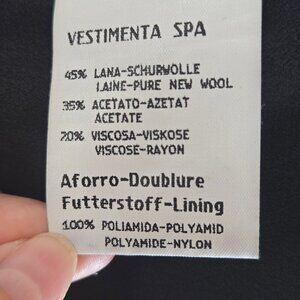 VESTIMENTA SPA
45% LANA-SCHURWOLLE
LAINE-PURE NEW WOOL
35% ACETATO-AZETAT
ACETATE
20% VISCOSA-VISKOSE
VISCOSE-RAYON
Aforro-Doublure
Futterstoff-Lining
100% POLIAMIDA-POLYAMID
POLYAMIDE-NYLON